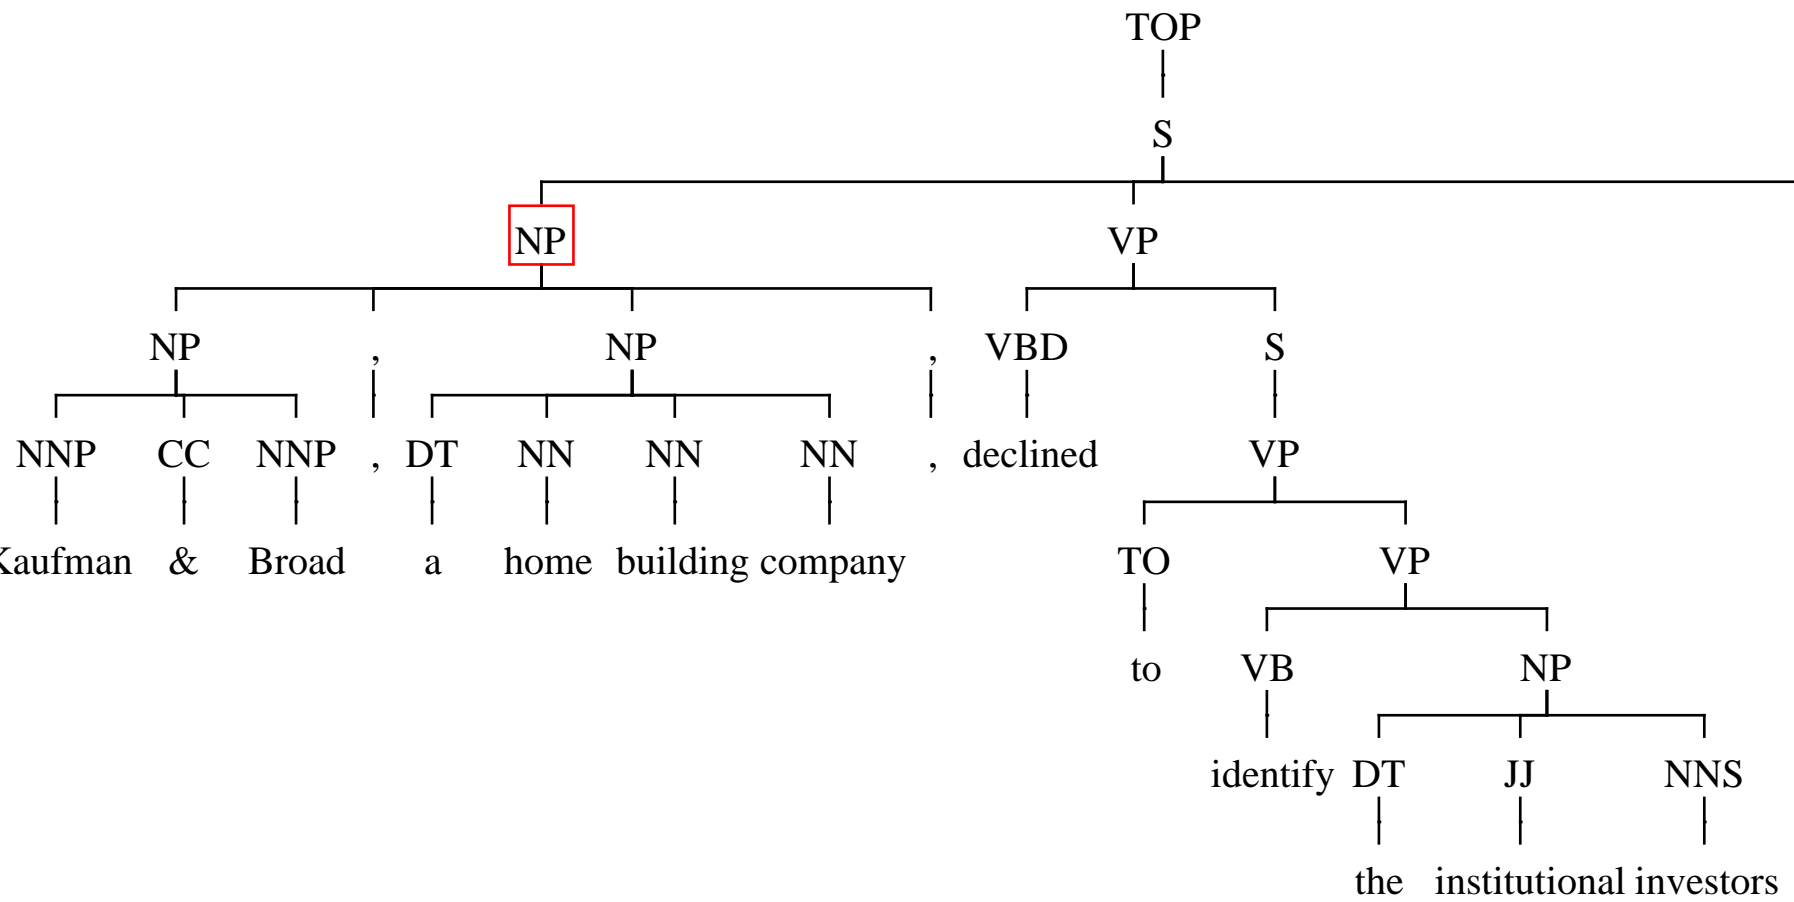 TOP
S
NP VP
NP , NP , VBD S
NNP CC NNP , DT NN NN NN , declined VP
Kaufman & Broad a home building company TO VP
to VB NP
identify DT JJ NNS
the institutional investors